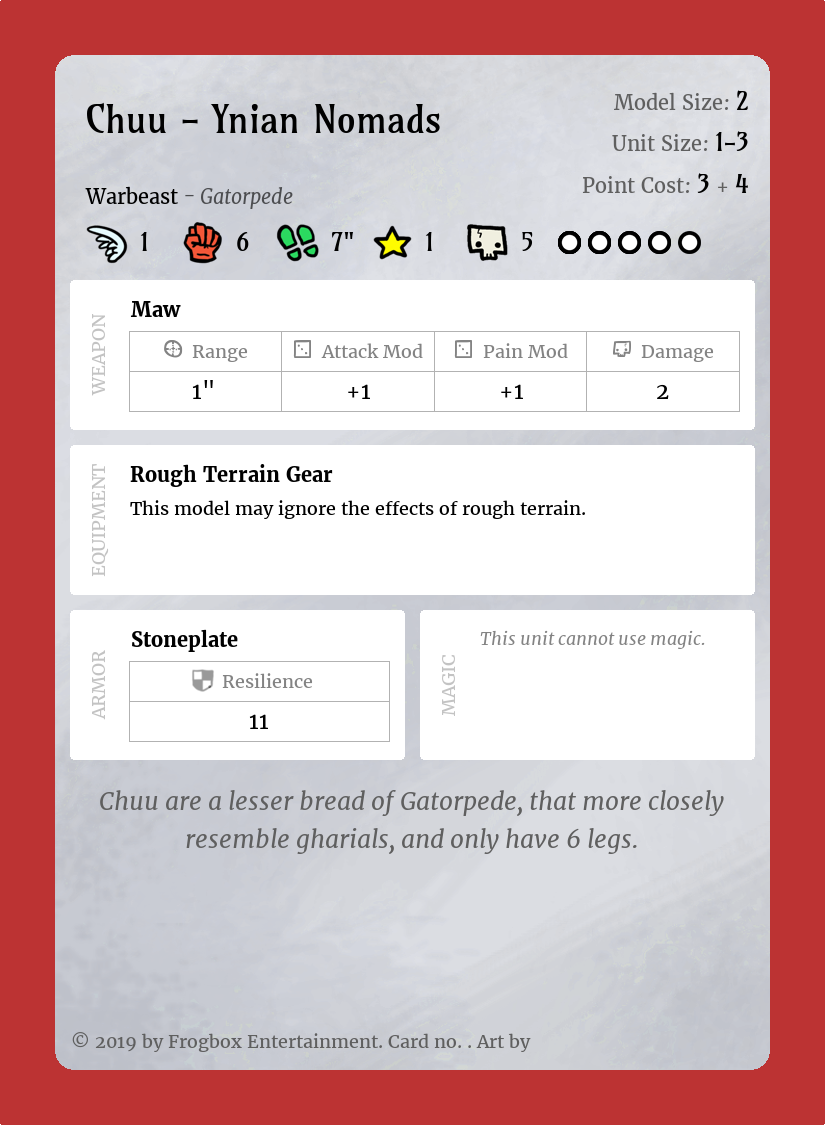 Chuu – Ynian Nomads
Model Size: 2
Unit Size: 1-3
Point Cost: 3 + 4
Warbeast - Gatorpede
1 6 7" 1 5
WEAPON
Maw
Range Attack Mod Pain Mod Damage
1" +1 +1 2
EQUIPMENT
Rough Terrain Gear
This model may ignore the effects of rough terrain.
ARMOR
Stoneplate
Resilience
11
MAGIC
This unit cannot use magic.
Chuu are a lesser bread of Gatorpede, that more closely
resemble gharials, and only have 6 legs.
© 2019 by Frogbox Entertainment. Card no. . Art by